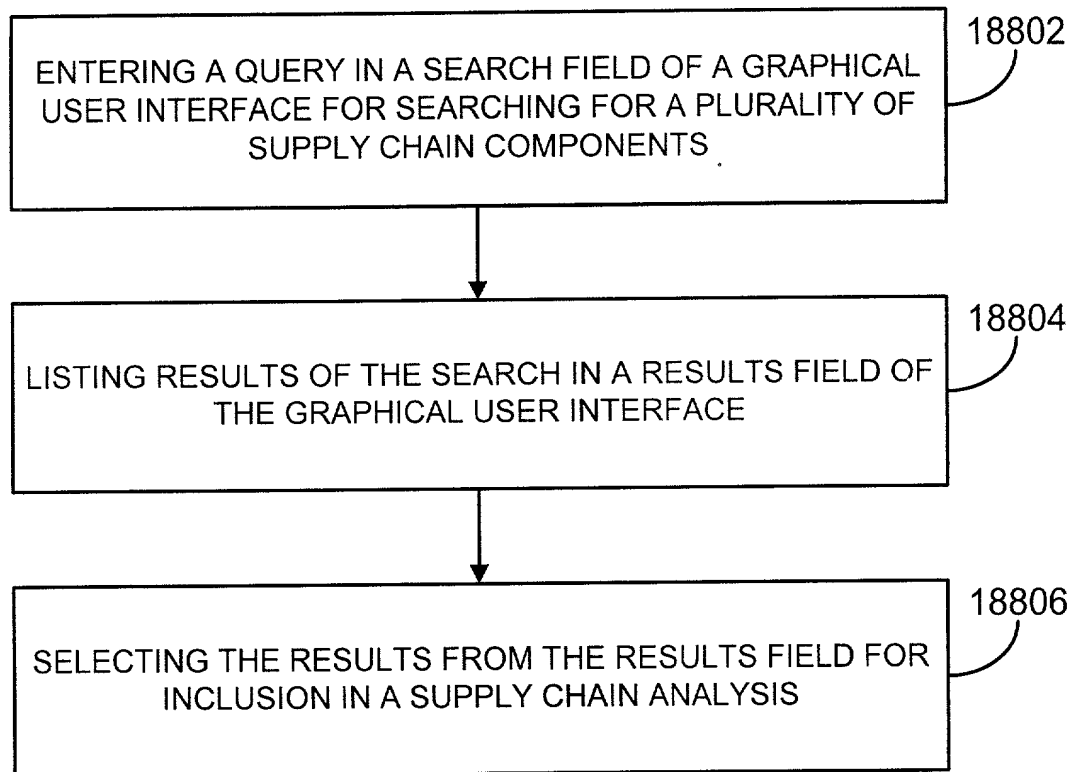 18802
ENTERING A QUERY IN A SEARCH FIELD OF A GRAPHICAL
USER INTERFACE FOR SEARCHING FOR A PLURALITY OF
SUPPLY CHAIN COMPONENTS
18804
LISTING RESULTS OF THE SEARCH IN A RESULTS FIELD OF
THE GRAPHICAL USER INTERFACE
18806
SELECTING THE RESULTS FROM THE RESULTS FIELD FOR
INCLUSION IN A SUPPLY CHAIN ANALYSIS